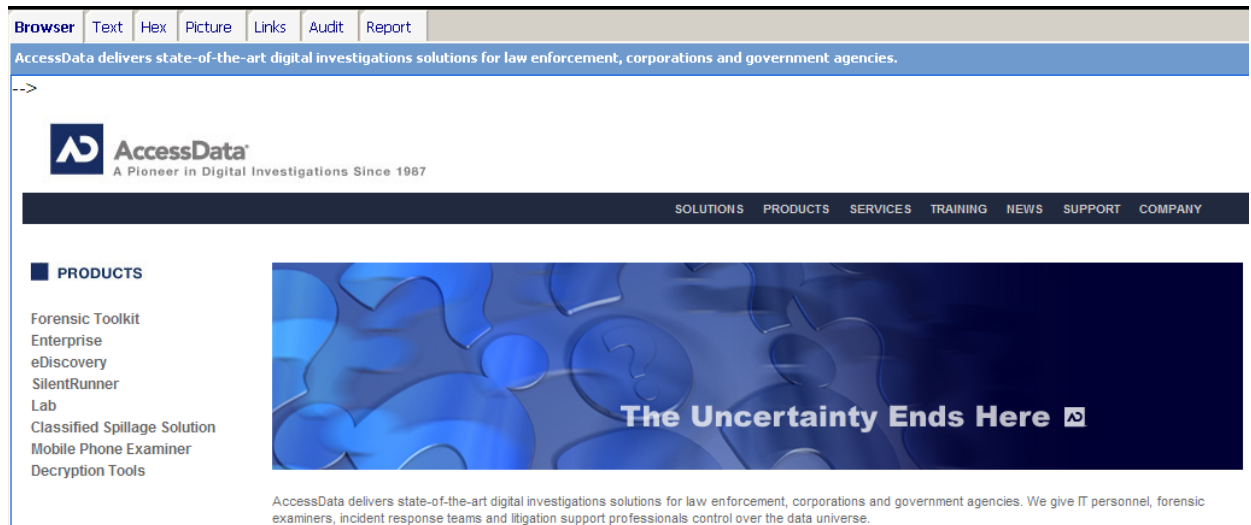 Browser Text Hex Picture Links Audit Report
AccessData delivers state-of-the-art digital investigations solutions for law enforcement, corporations and government agencies.
-->
AccessData
A Pioneer in Digital Investigations Since 1987
SOLUTIONS PRODUCTS SERVICES TRAINING NEWS SUPPORT COMPANY
PRODUCTS
Forensic Toolkit
Enterprise
eDiscovery
SilentRunner
Lab
Classified Spillage Solution
Mobile Phone Examiner
Decryption Tools
The Uncertainty Ends Here
AccessData delivers state-of-the-art digital investigations solutions for law enforcement, corporations and government agencies. We give IT personnel, forensic
examiners, incident response teams and litigation support professionals control over the data universe.